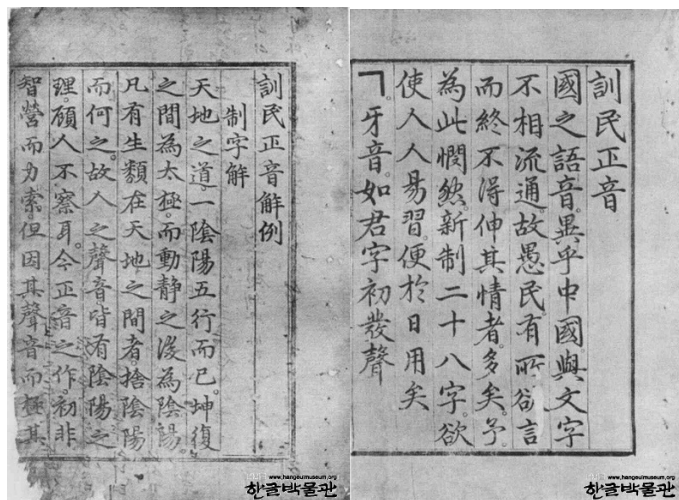 訓民正音
國之語音。異乎中國與文字
不相流通。故愚民有所欲言
而終不得伸其情者。多矣。予。
為此憫然。新制二十八字。欲
使人人易習。便於日用矣
ㄱ。牙音。如君字初發聲
訓民正音解例
制字解
天地之道。一陰陽五行而已。坤復
之間為太極。而動靜之後為陰陽。
凡有生類在天地之間者。捨陰陽
而何之。故人之聲音皆有陰陽之
理。顧人不察耳。今正音之作。初非
智營而力索。但因其聲音而極其
www.hangeulmuseum.org
한글박물관
www.hangeulmuseum.org
한글박물관